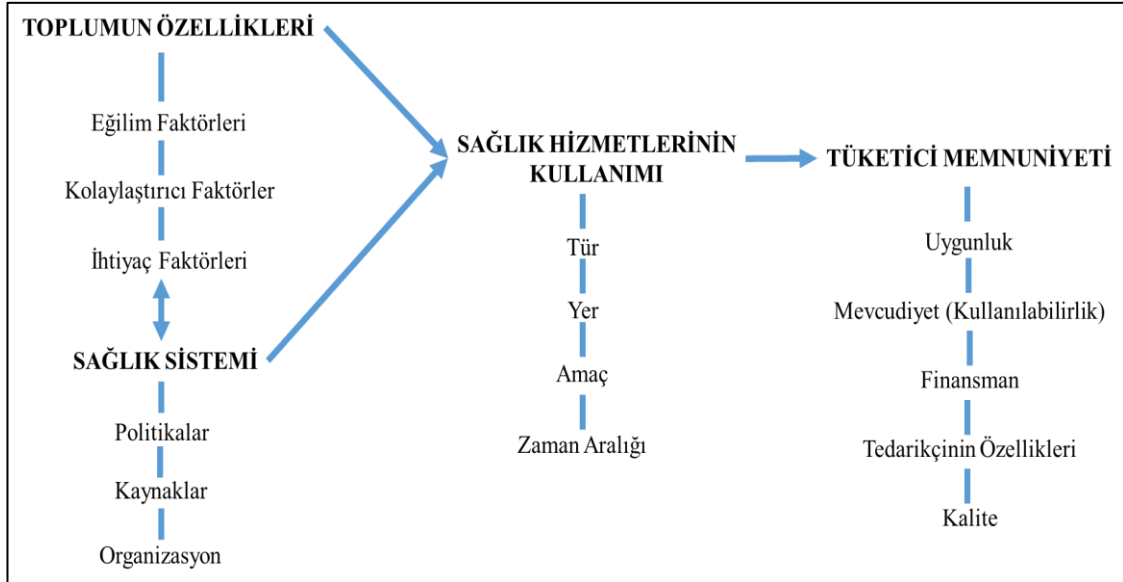 TOPLUMUN ÖZELLİKLERİ
Eğilim Faktörleri
Kolaylaştırıcı Faktörler
İhtiyaç Faktörleri
SAĞLIK SİSTEMİ
Politikalar
Kaynaklar
Organizasyon
SAĞLIK HİZMETLERİNİN
KULLANIMI
Tür
Yer
Amaç
Zaman Aralığı
TÜKETİCİ MEMNUNİYETİ
Uygunluk
Mevcudiyet (Kullanılabilirlik)
Finansman
Tedarikçinin Özellikleri
Kalite